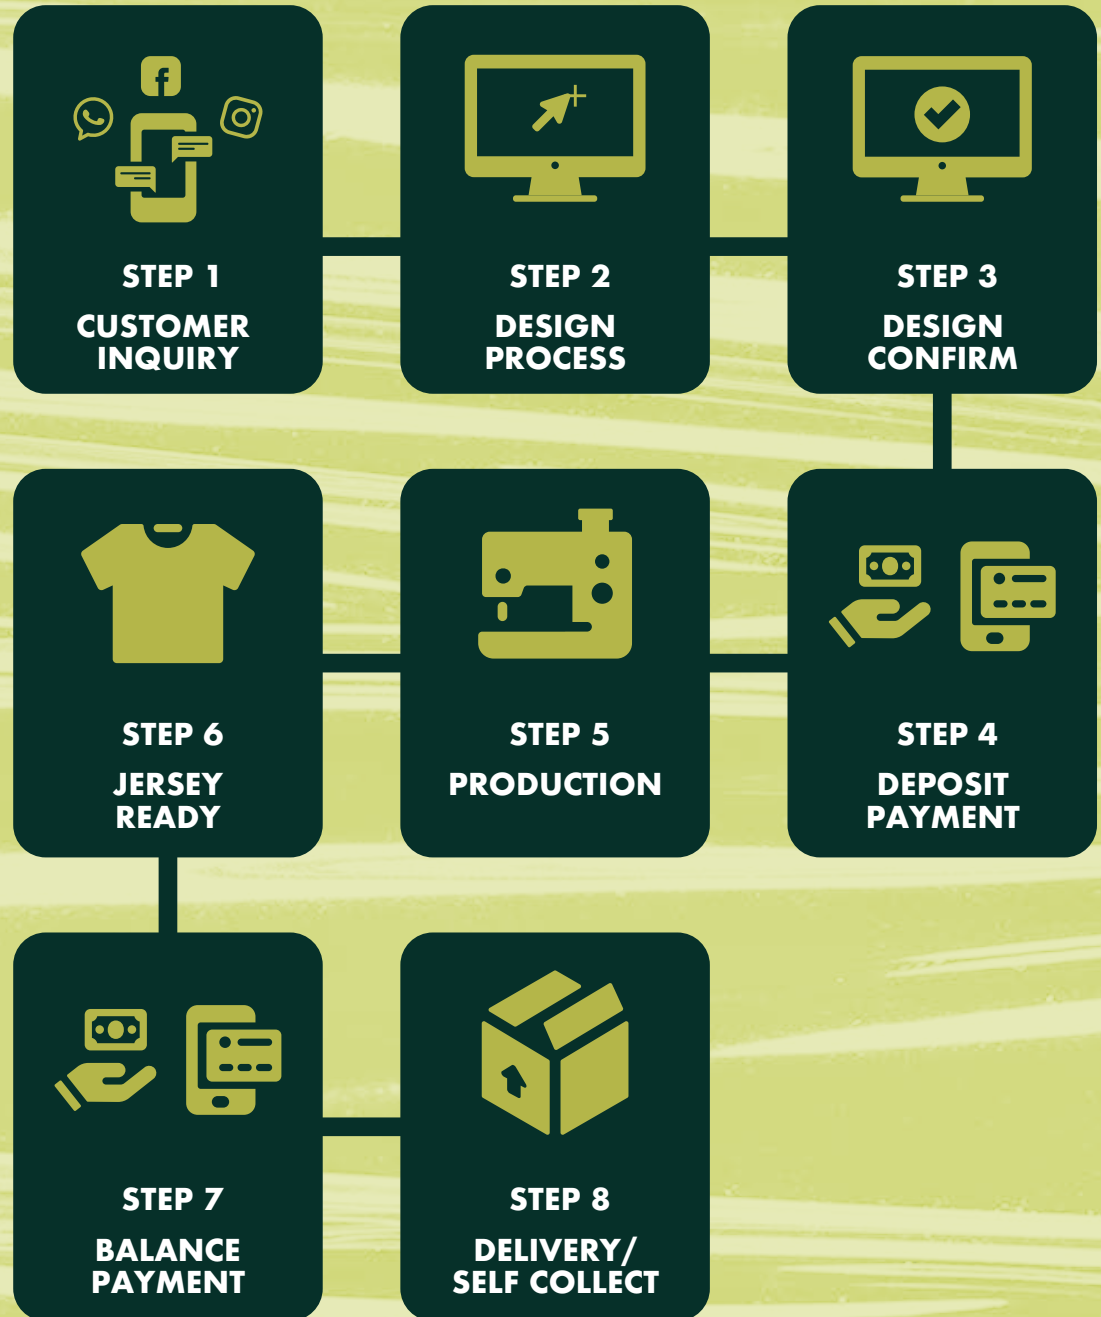 STEP 1
CUSTOMER
INQUIRY
STEP 2
DESIGN
PROCESS
STEP 3
DESIGN
CONFIRM
STEP 4
DEPOSIT
PAYMENT
STEP 5
PRODUCTION
STEP 6
JERSEY
READY
STEP 7
BALANCE
PAYMENT
STEP 8
DELIVERY/
SELF COLLECT